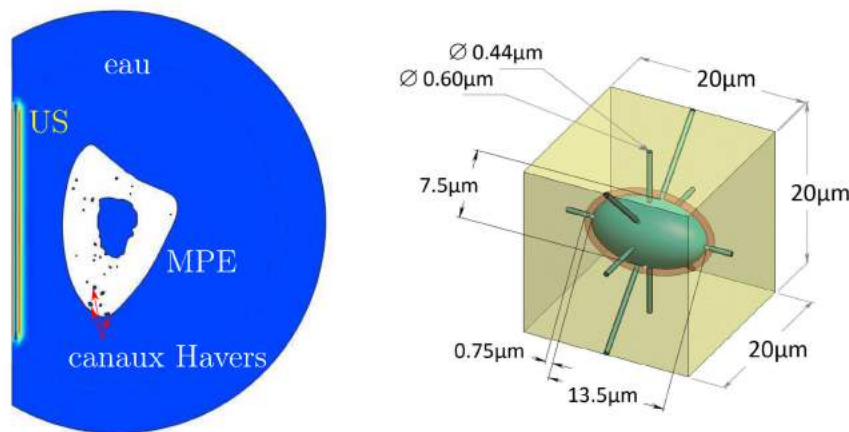 eau
US
MPE
canaux Havers
∅ 0.44µm
∅ 0.60µm
20µm
7.5µm
20µm
0.75µm
13.5µm
20µm